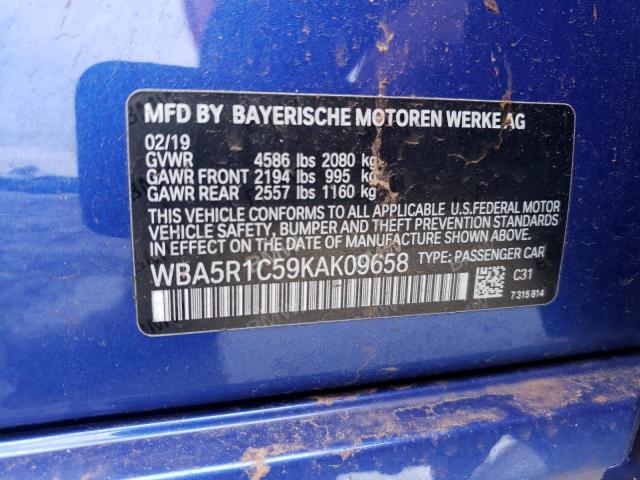 MFD BY BAYERISCHE MOTOREN WERKE AG
02/19
GVWR 4586 lbs 2080 kg
GAWR FRONT 2194 lbs 995 kg
GAWR REAR 2557 lbs 1160 kg
THIS VEHICLE CONFORMS TO ALL APPLICABLE U.S.FEDERAL MOTOR
VEHICLE SAFETY, BUMPER AND THEFT PREVENTION STANDARDS
IN EFFECT ON THE DATE OF MANUFACTURE SHOWN ABOVE.
WBA5R1C59KAK09658 TYPE: PASSENGER CAR
C31
7315814